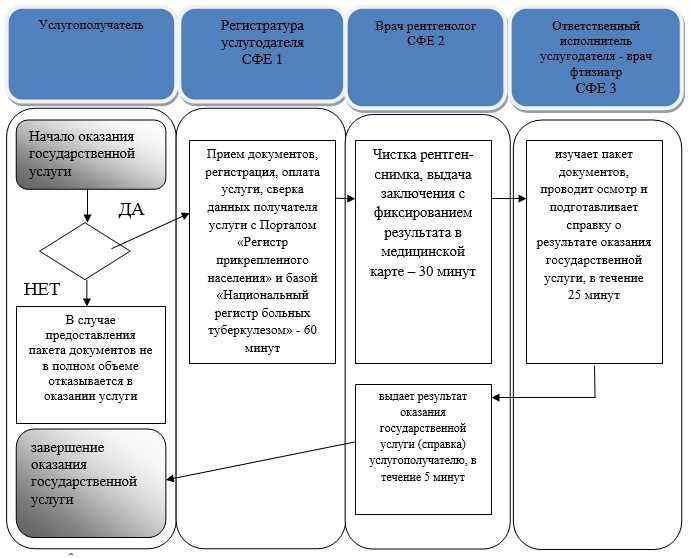 Услугополучатель
Регистратура
услугодателя
СФЕ 1
Врач рентгенолог
СФЕ 2
Ответственный
исполнитель
услугодателя - врач
фтизиатр
СФЕ 3
Начало оказания
государственной
услуги
ДА
НЕТ
В случае
предоставления
пакета документов не
в полном объеме
отказывается в
оказании услуги
завершение
оказания
государственной
услуги
Прием документов,
регистрация, оплата
услуги, сверка
данных получателя
услуги с Порталом
«Регистр
прикрепленного
населения» и базой
«Национальный
регистр больных
туберкулезом» - 60
минут
Чистка рентген-
снимка, выдача
заключения с
фиксированием
результата в
медицинской
карте – 30 минут
изучает пакет
документов,
проводит осмотр и
подготавливает
справку о
результате оказания
государственной
услуги, в течение
25 минут
выдает результат
оказания
государственной
услуги (справка)
услугополучателю, в
течение 5 минут